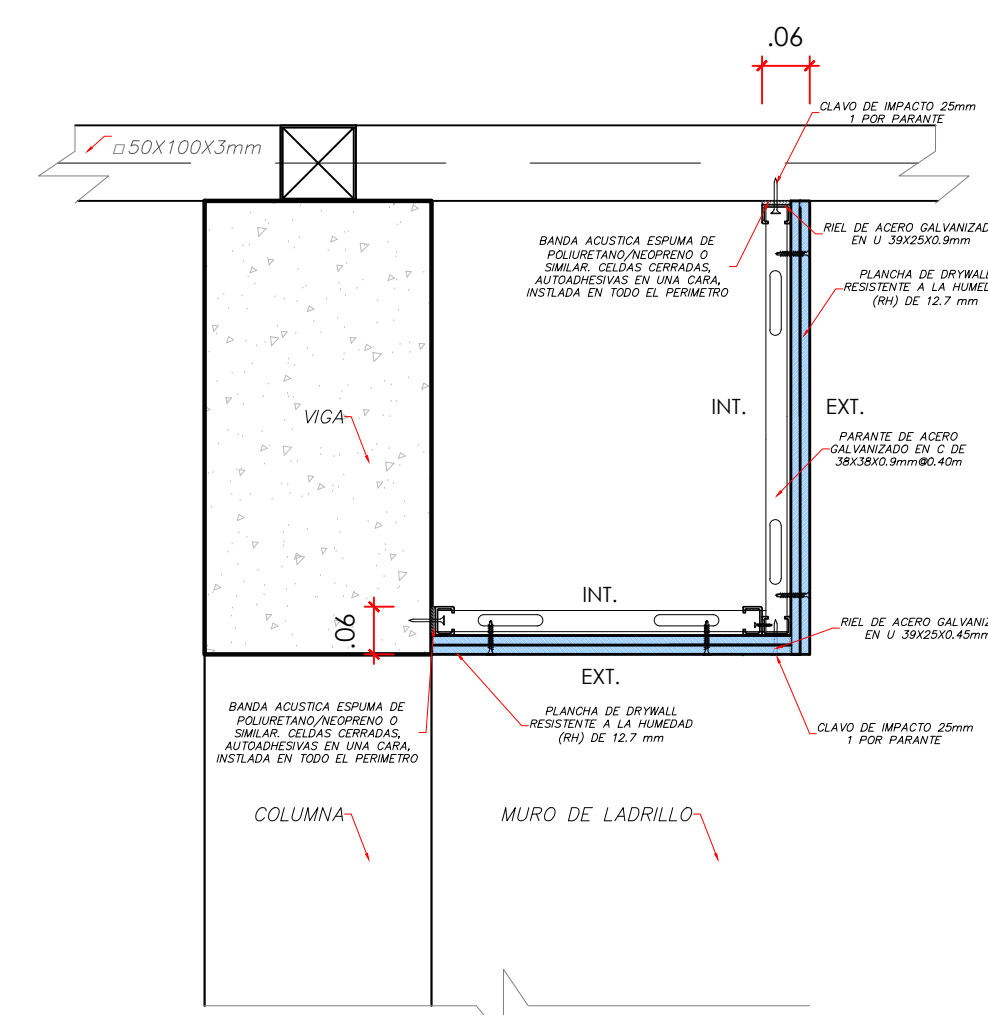 .06
CLAVO DE IMPACTO 25mm
1 POR PARANTE
□50X100X3mm
BANDA ACUSTICA ESPUMA DE
POLIURETANO/NEOPRENO O
SIMILAR. CELDAS CERRADAS,
AUTOADHESIVAS EN UNA CARA,
INSTLADA EN TODO EL PERIMETRO
RIEL DE ACERO GALVANIZAD
EN U 39X25X0.9mm
PLANCHA DE DRYWALL
RESISTENTE A LA HUMED
(RH) DE 12.7 mm
INT.
EXT.
VIGA
PARANTE DE ACERO
GALVANIZADO EN C DE
38X38X0.9mm@0.40m
INT.
.06
RIEL DE ACERO GALVANIZ
EN U 39X25X0.45mm
EXT.
BANDA ACUSTICA ESPUMA DE
POLIURETANO/NEOPRENO O
SIMILAR. CELDAS CERRADAS,
AUTOADHESIVAS EN UNA CARA,
INSTLADA EN TODO EL PERIMETRO
PLANCHA DE DRYWALL
RESISTENTE A LA HUMEDAD
(RH) DE 12.7 mm
CLAVO DE IMPACTO 25mm
1 POR PARANTE
COLUMNA
MURO DE LADRILLO